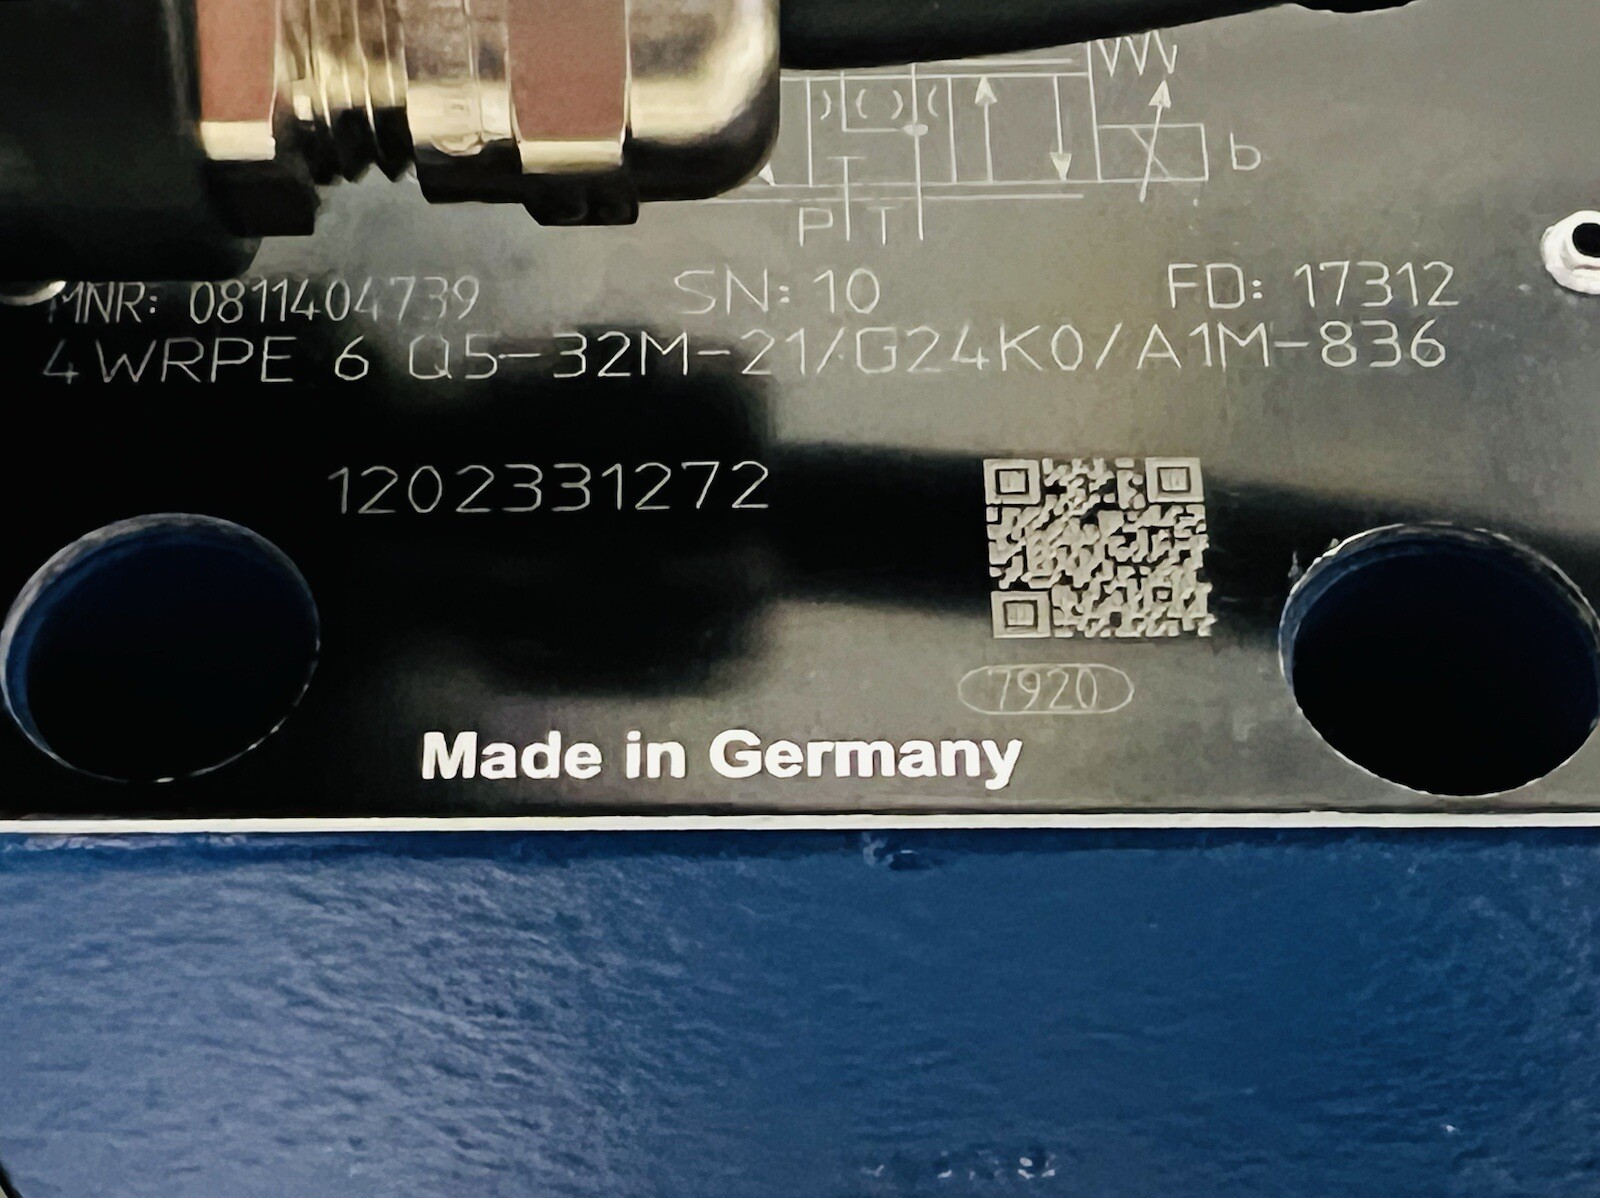 b
P T
MNR: 0811404739 SN: 10 FD: 17312
4WRPE 6 Q5-32M-21/G24K0/A1M-836
1202331272
7920
Made in Germany